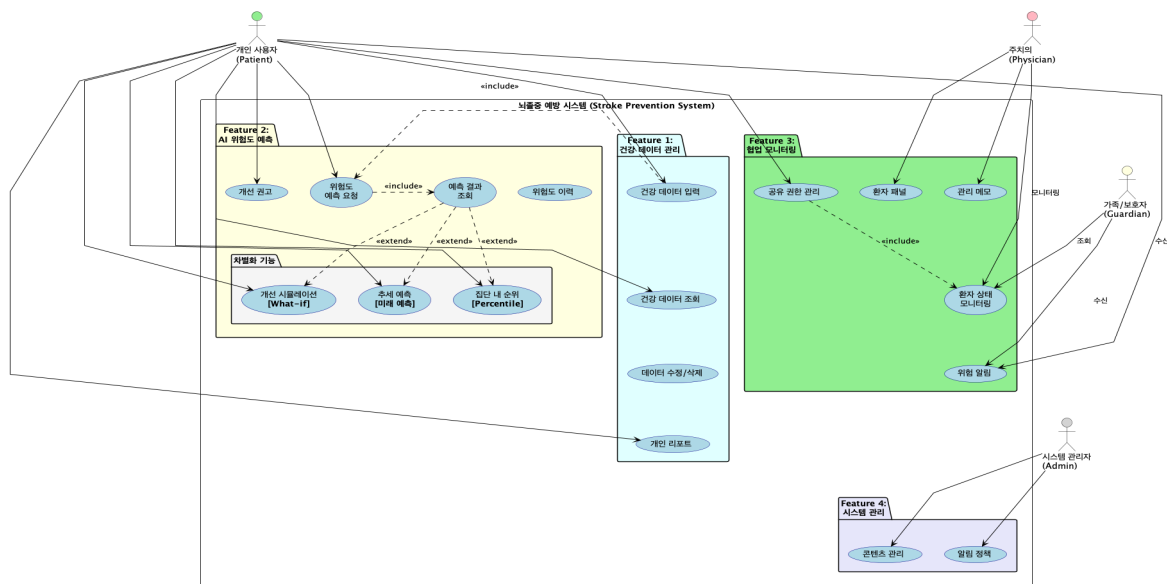 개인 사용자
(Patient)
주치의
(Physician)
«include»
뇌졸중 예방 시스템 (Stroke Prevention System)
Feature 2:
AI 위험도 예측
개선 권고
위험도
예측 요청
«include»
예측 결과
조회
위험도 이력
«extend»
«extend»
«extend»
차별화 기능
개선 시뮬레이션
[What-if]
추세 예측
[미래 예측]
집단 내 순위
[Percentile]
Feature 1:
건강 데이터 관리
건강 데이터 입력
건강 데이터 조회
데이터 수정/삭제
개인 리포트
Feature 3:
협업 모니터링
공유 권한 관리
환자 패널
관리 메모
«include»
환자 상태
모니터링
위험 알림
모니터링
가족/보호자
(Guardian)
조회
수신
수신
시스템 관리자
(Admin)
Feature 4:
시스템 관리
콘텐츠 관리
알림 정책